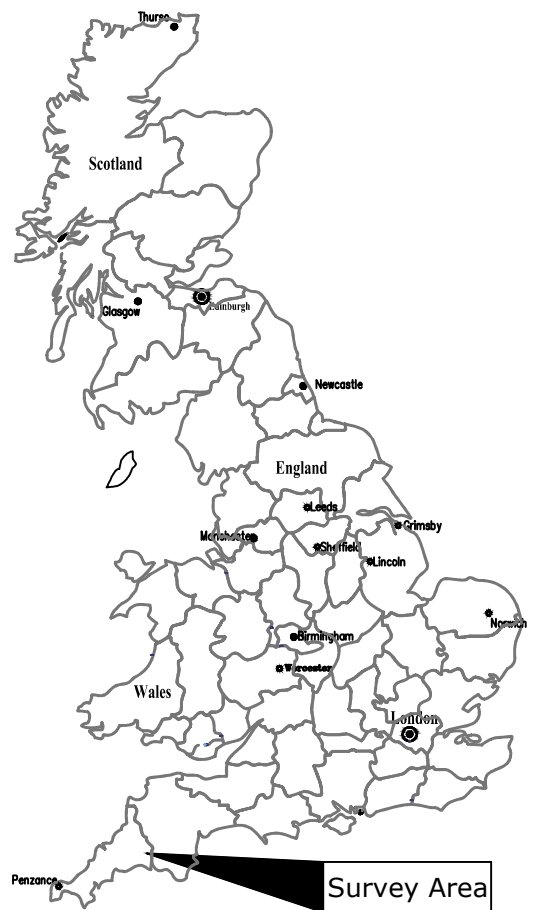 Thurso
Scotland
Glasgow
Edinburgh
Newcastle
England
Leeds
Manchester
Grimsby
Sheffield
Lincoln
Norwich
Birmingham
Worcester
Wales
London
Penzance
Survey Area